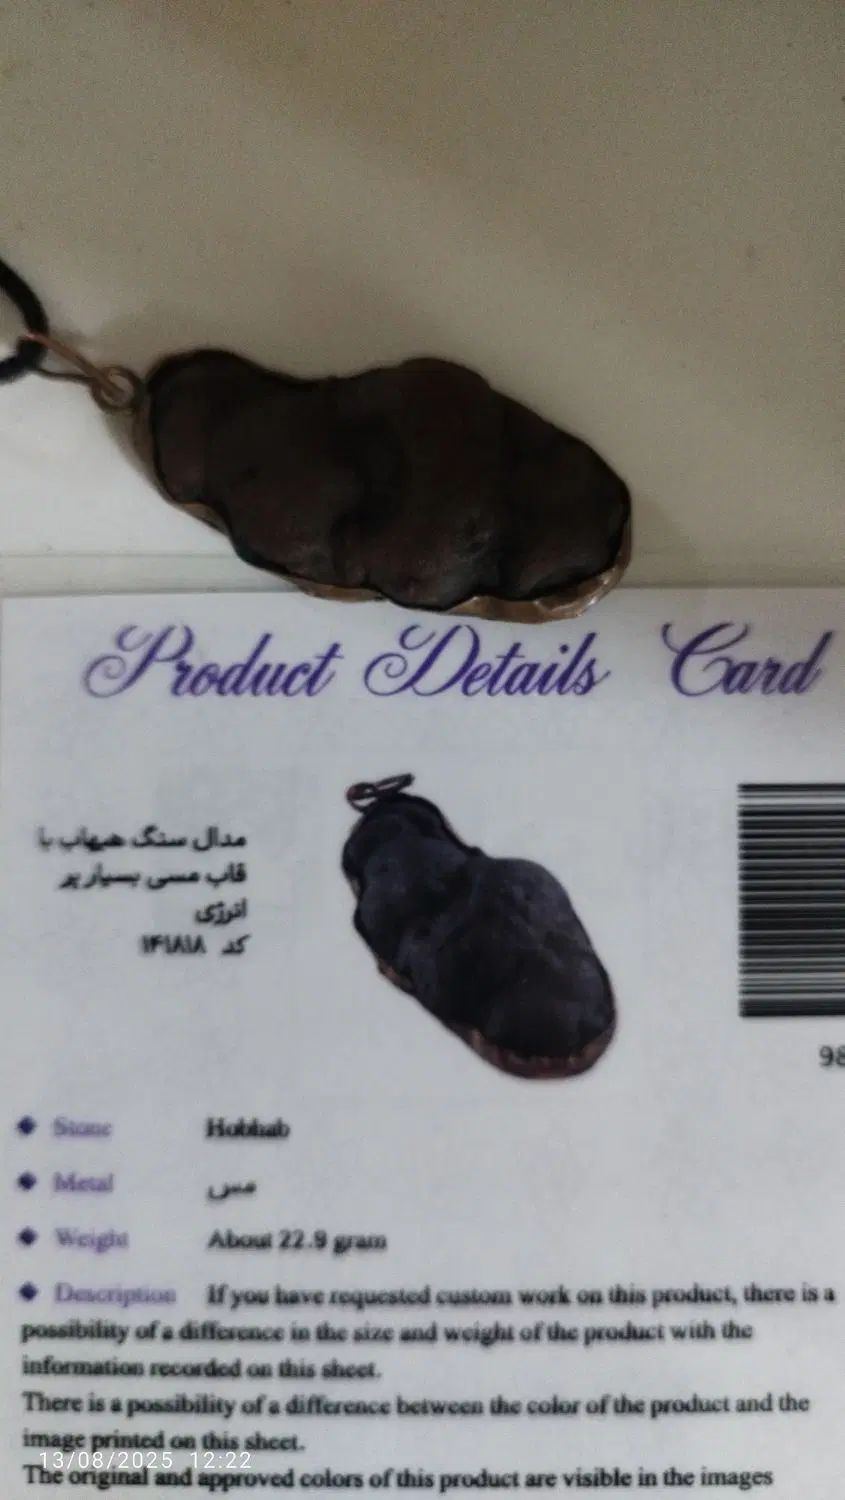 Product Details Card
مدال سنگ شهاب با
قاب مسی بسیار پر
انرژی
کد ۱۴۱۸۱۸
98
Stone Hobhab
Metal مس
Weight About 22.9 gram
Description If you have requested custom work on this product, there is a
possibility of a difference in the size and weight of the product with the
information recorded on this sheet.
There is a possibility of a difference between the color of the product and the
image printed on this sheet.
The original and approved colors of this product are visible in the images
13/08/2025 12:22